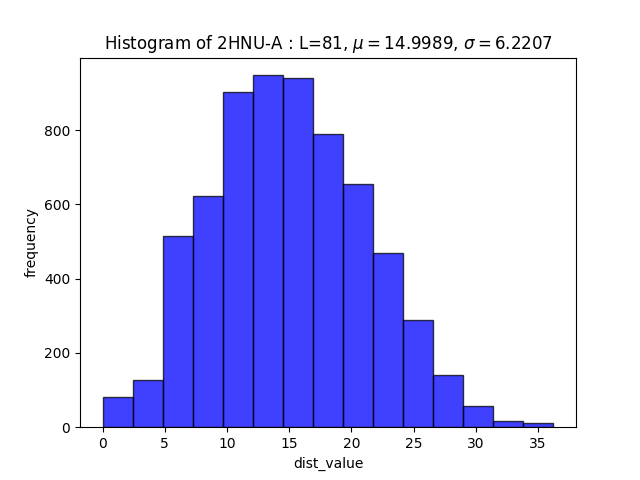 Histogram of 2HNU-A : L=81, μ = 14.9989, σ = 6.2207
800
600
400
200
0
frequency
0 5 10 15 20 25 30 35
dist_value